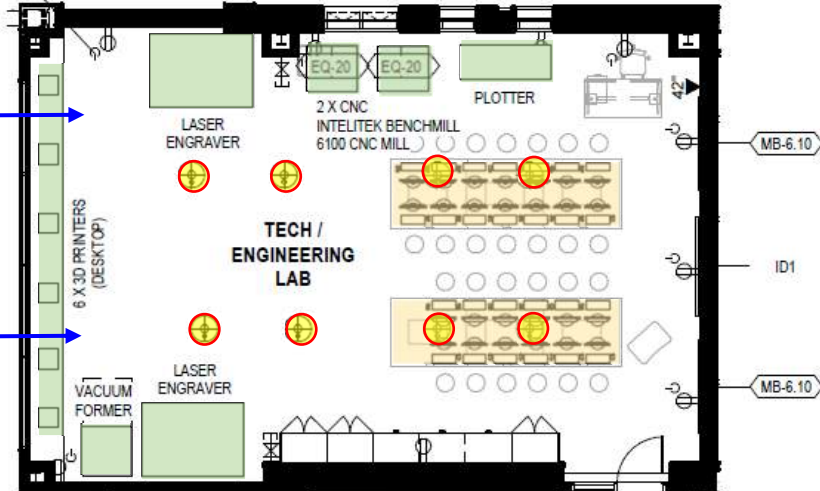 EQ-20
EQ-20
PLOTTER
42"
LASER
ENGRAVER
2 X CNC
INTELITEK BENCHMILL
6100 CNC MILL
MB-6.10
6 X 3D PRINTERS
(DESKTOP)
TECH /
ENGINEERING
LAB
ID1
LASER
ENGRAVER
VACUUM
FORMER
MB-6.10